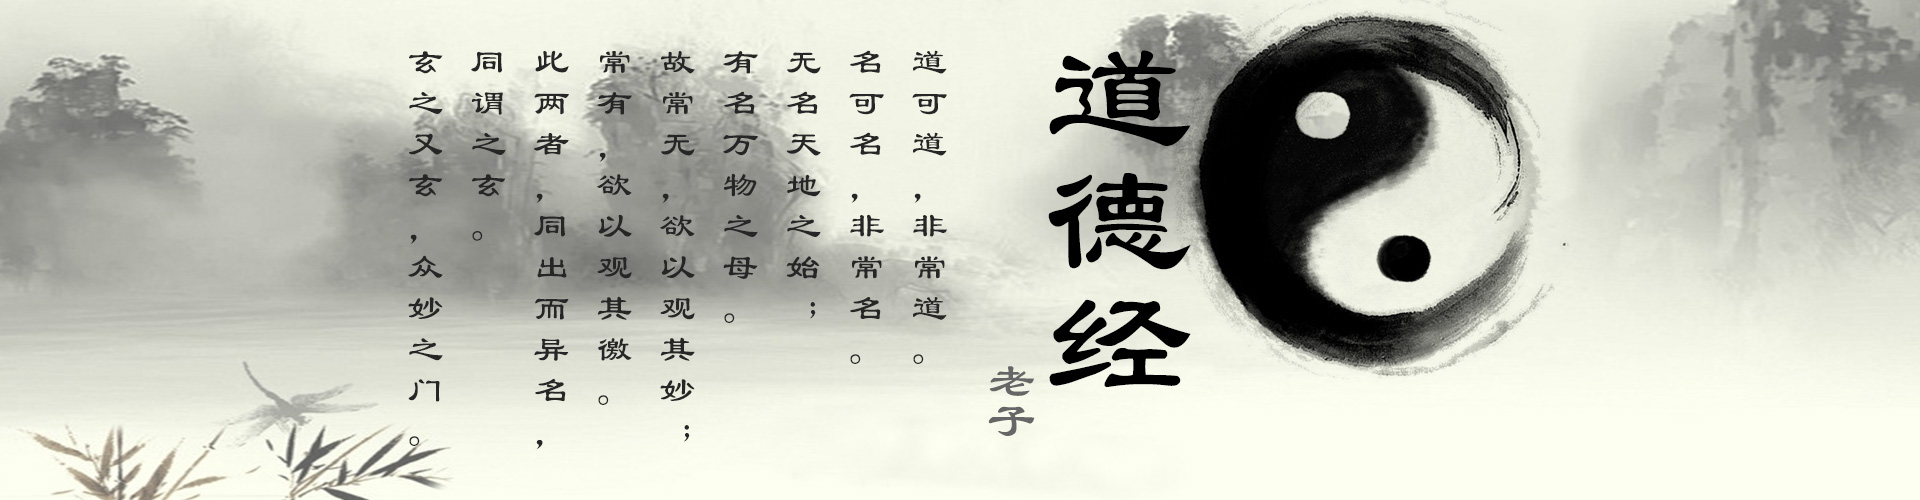 道德经
老子
道可道，非常道。
名可名，非常名。
无名天地之始；
有名万物之母。
故常无，欲以观其妙；
常有，欲以观其徼。
此两者，同出而异名，
同谓之玄。
玄之又玄，众妙之门。